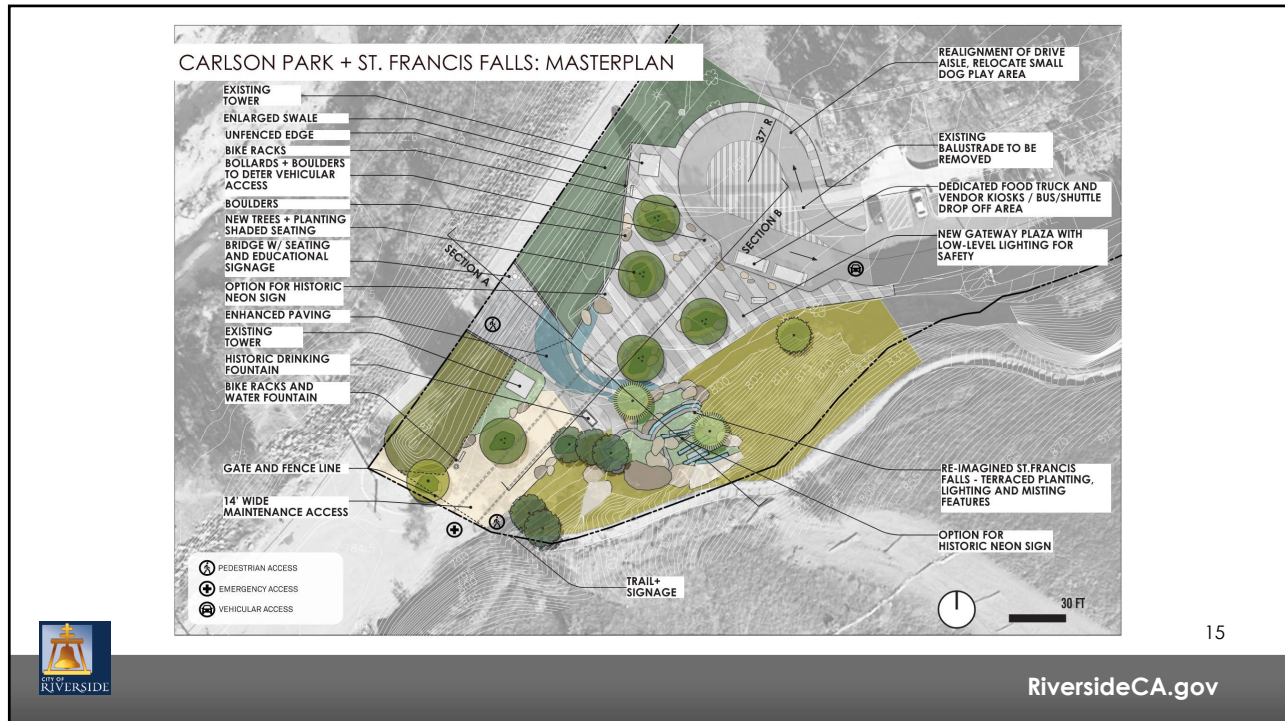 CARLSON PARK + ST. FRANCIS FALLS: MASTERPLAN
EXISTING
TOWER
ENLARGED SWALE
UNFENCED EDGE
BIKE RACKS
BOLLARDS + BOULDERS
TO DETER VEHICULAR
ACCESS
BOULDERS
NEW TREES + PLANTING
SHADED SEATING
BRIDGE W/ SEATING
AND EDUCATIONAL
SIGNAGE
OPTION FOR HISTORIC
NEON SIGN
ENHANCED PAVING
EXISTING
TOWER
HISTORIC DRINKING
FOUNTAIN
BIKE RACKS AND
WATER FOUNTAIN
GATE AND FENCE LINE
14' WIDE
MAINTENANCE ACCESS
SECTION A
SECTION B
37' R
REALIGNMENT OF DRIVE
AISLE, RELOCATE SMALL
DOG PLAY AREA
EXISTING
BALUSTRADE TO BE
REMOVED
DEDICATED FOOD TRUCK AND
VENDOR KIOSKS / BUS/SHUTTLE
DROP OFF AREA
NEW GATEWAY PLAZA WITH
LOW-LEVEL LIGHTING FOR
SAFETY
RE-IMAGINED ST.FRANCIS
FALLS - TERRACED PLANTING,
LIGHTING AND MISTING
FEATURES
OPTION FOR
HISTORIC NEON SIGN
TRAIL+
SIGNAGE
PEDESTRIAN ACCESS
EMERGENCY ACCESS
VEHICULAR ACCESS
30 FT
15
CITY OF
RIVERSIDE
RiversideCA.gov